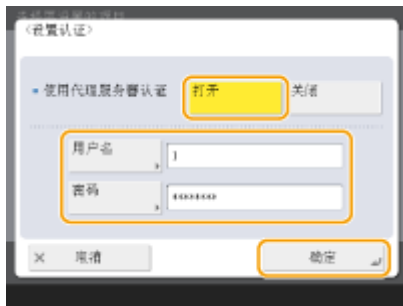 <设置认证>
使用代理服务器认证 打开 关闭
用户名 1
密码 ********
× 取消 确定